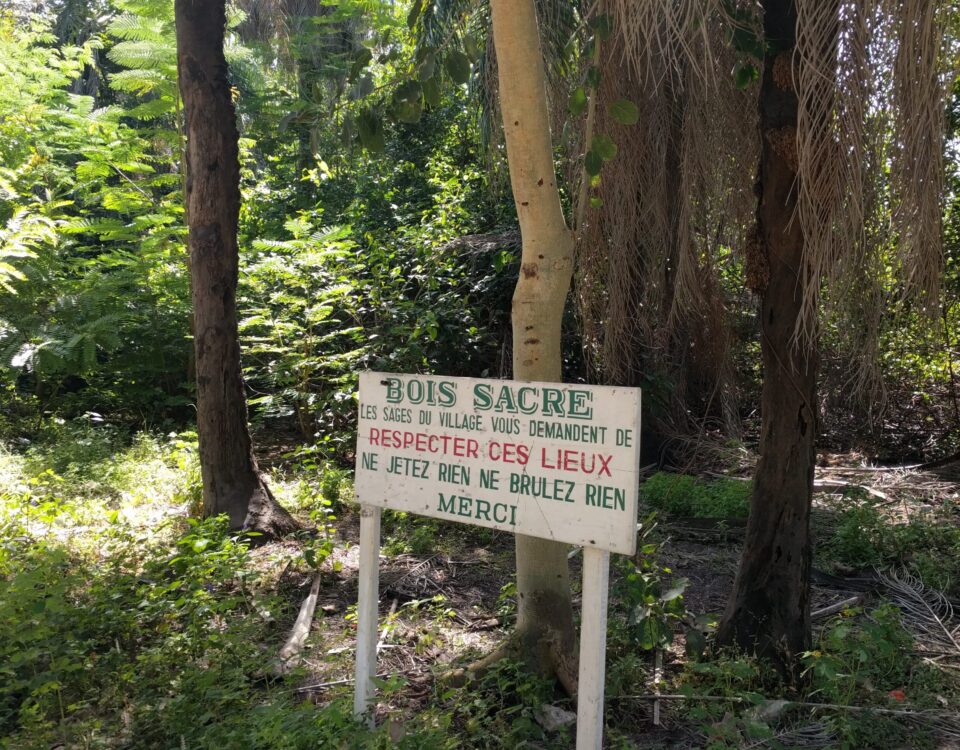 BOIS SACRE
LES SAGES DU VILLAGE VOUS DEMANDENT DE
RESPECTER CES LIEUX
NE JETEZ RIEN NE BRULEZ RIEN
MERCI